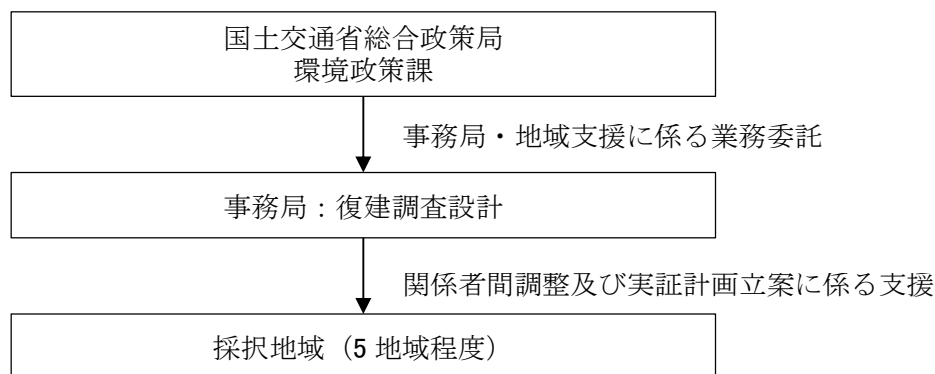 国土交通省総合政策局
環境政策課
事務局・地域支援に係る業務委託
事務局：復建調査設計
関係者間調整及び実証計画立案に係る支援
採択地域（5 地域程度）